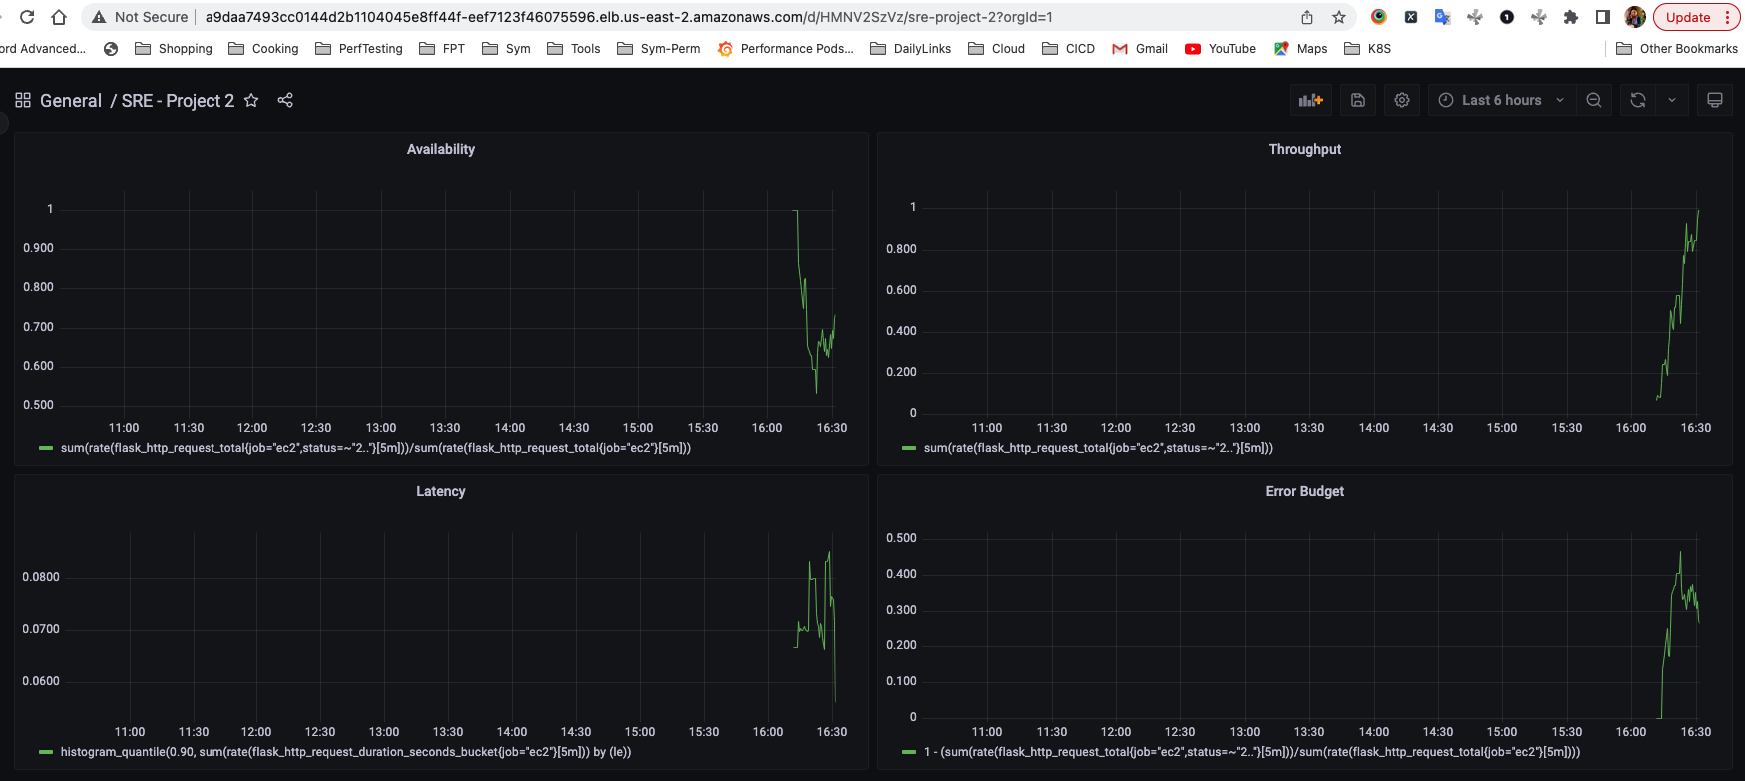 Not Secure a9daa7493cc0144d2b1104045e8ff44f-eef7123f46075596.elb.us-east-2.amazonaws.com/d/HMNV2SzVz/sre-project-2?orgId=1 Update
ord Advanced... Shopping Cooking PerfTesting FPT Sym Tools Sym-Perm Performance Pods... DailyLinks Cloud CICD Gmail YouTube Maps K8S Other Bookmarks
General / SRE - Project 2 Last 6 hours
Availability
1
0.900
0.800
0.700
0.600
0.500
11:00 11:30 12:00 12:30 13:00 13:30 14:00 14:30 15:00 15:30 16:00 16:30
sum(rate(flask_http_request_total{job="ec2",status=~"2.."}[5m]))/sum(rate(flask_http_request_total{job="ec2"}[5m]))
Throughput
1
0.800
0.600
0.400
0.200
0
11:00 11:30 12:00 12:30 13:00 13:30 14:00 14:30 15:00 15:30 16:00 16:30
sum(rate(flask_http_request_total{job="ec2",status=~"2.."}[5m]))
Latency
0.0800
0.0700
0.0600
11:00 11:30 12:00 12:30 13:00 13:30 14:00 14:30 15:00 15:30 16:00 16:30
histogram_quantile(0.90, sum(rate(flask_http_request_duration_seconds_bucket{job="ec2"}[5m])) by (le))
Error Budget
0.500
0.400
0.300
0.200
0.100
0
11:00 11:30 12:00 12:30 13:00 13:30 14:00 14:30 15:00 15:30 16:00 16:30
1 - (sum(rate(flask_http_request_total{job="ec2",status=~"2.."}[5m]))/sum(rate(flask_http_request_total{job="ec2"}[5m])))